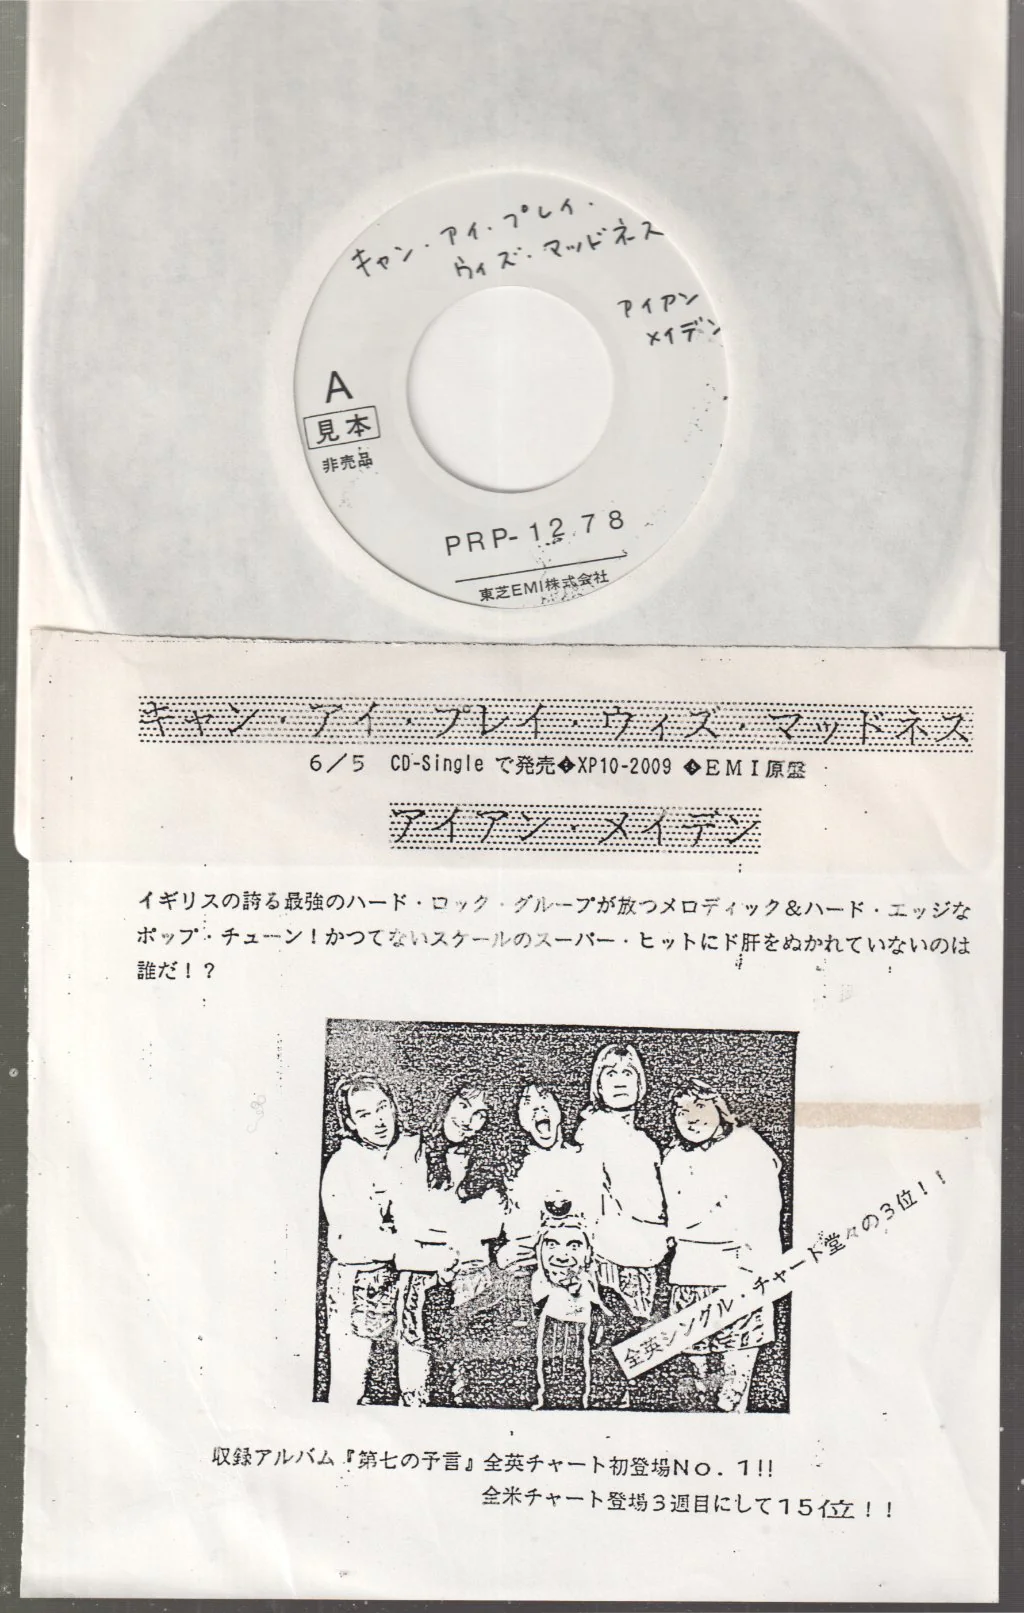 キャン・アイ・プレイ・
ウィズ・マッドネス
アイアン
メイデン
A
見本
非売品
PRP-1278
東芝EMI株式会社
キャン・アイ・プレイ・ウィズ・マッドネス
6/5 CD-Single で発売◆XP10-2009 ◆EMI原盤
アイアン・メイデン
イギリスの誇る最強のハード・ロック・グループが放つメロディック&ハード・エッジな
ポップ・チューン!かつてないスケールのスーパー・ヒットにド肝をぬかれていないのは
誰だ!?
全英シングル・チャート堂々の3位!!
収録アルバム『第七の予言』全英チャート初登場No.1!!
全米チャート登場3週目にして15位!!